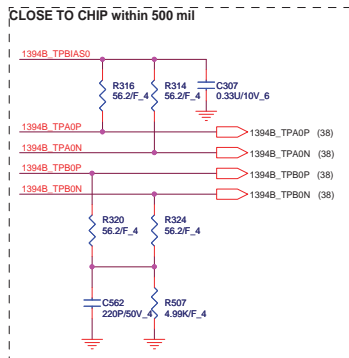 CLOSE TO CHIP within 500 mil
1394B_TPBIAS0
R316
56.2/F_4
R314
56.2/F_4
C307
0.33U/10V_6
1394B_TPA0P
1394B_TPA0P (38)
1394B_TPA0N
1394B_TPA0N (38)
1394B_TPB0P
1394B_TPB0P (38)
1394B_TPB0N
1394B_TPB0N (38)
R320
56.2/F_4
R324
56.2/F_4
C562
220P/50V_4
R507
4.99K/F_4